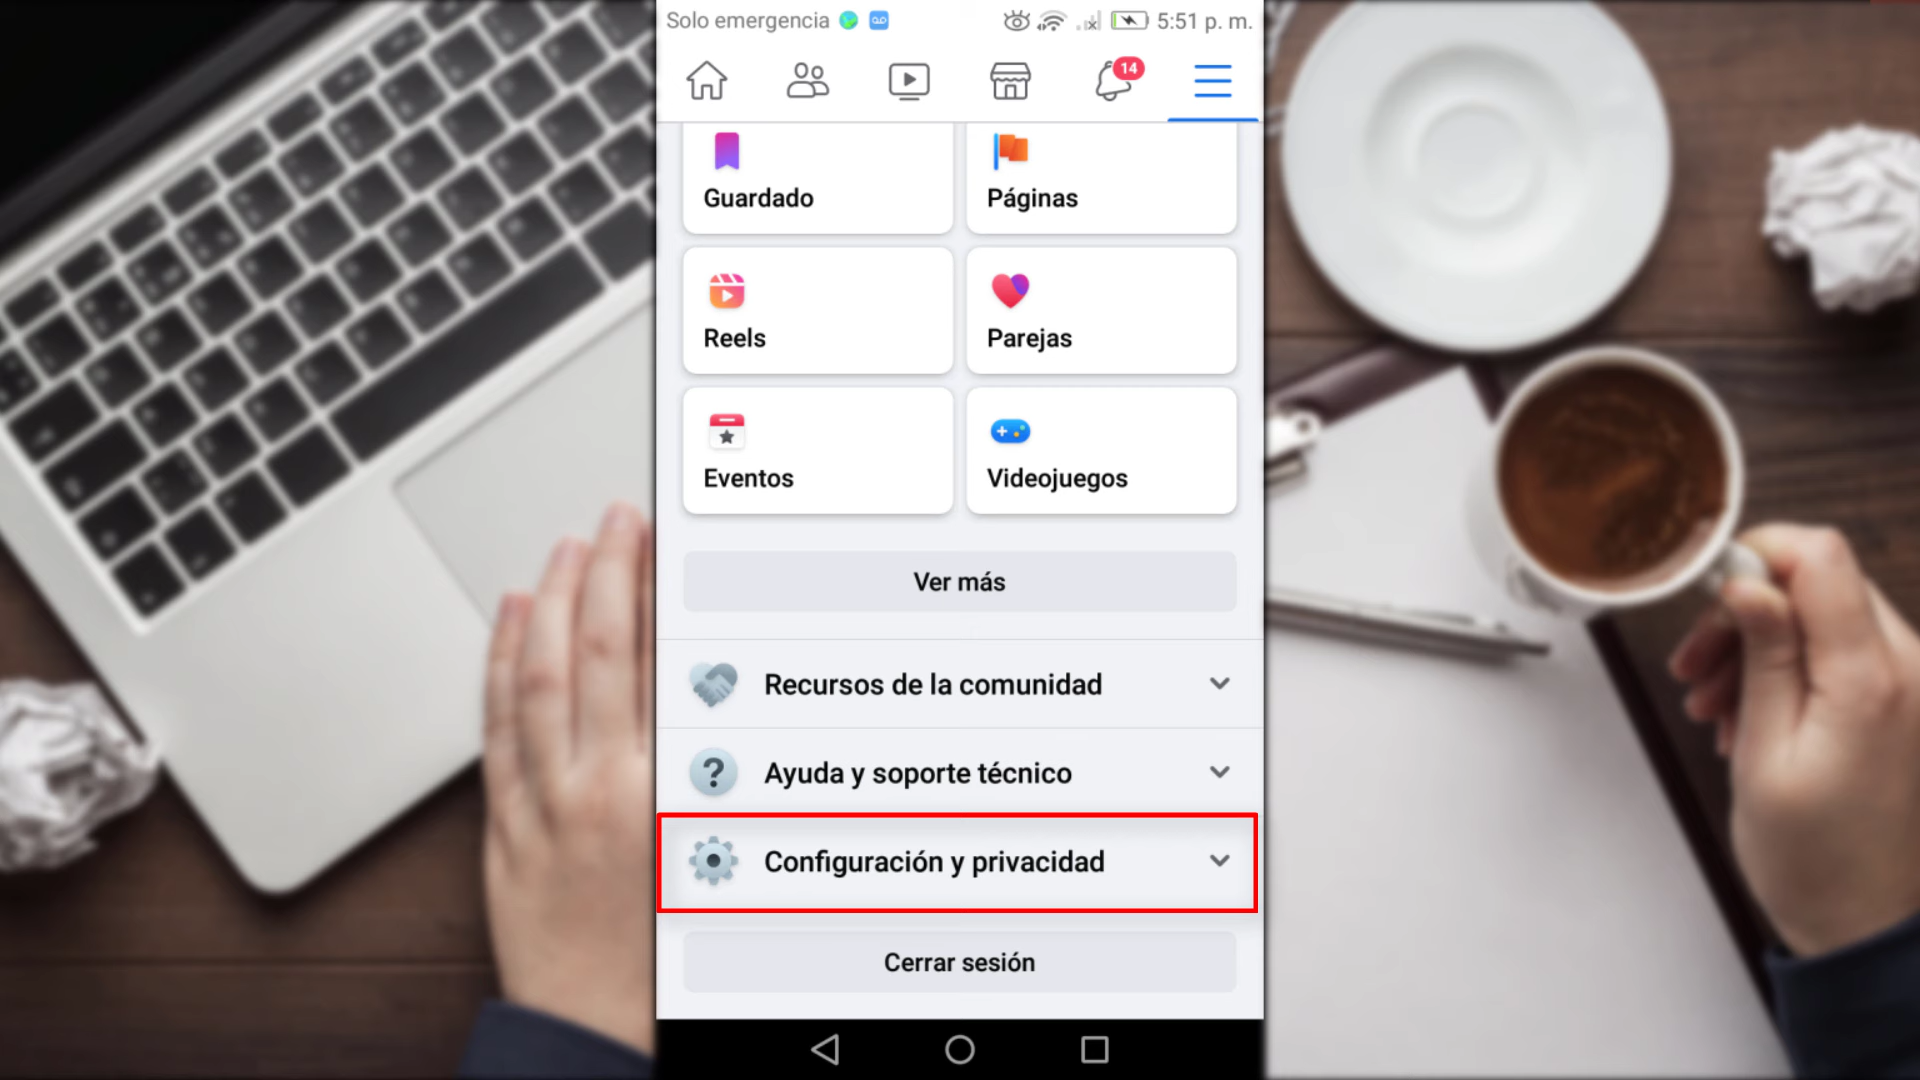 Solo emergencia 5:51 p. m.
14
Guardado
Páginas
Reels
Parejas
Eventos
Videojuegos
Ver más
Recursos de la comunidad
Ayuda y soporte técnico
Configuración y privacidad
Cerrar sesión